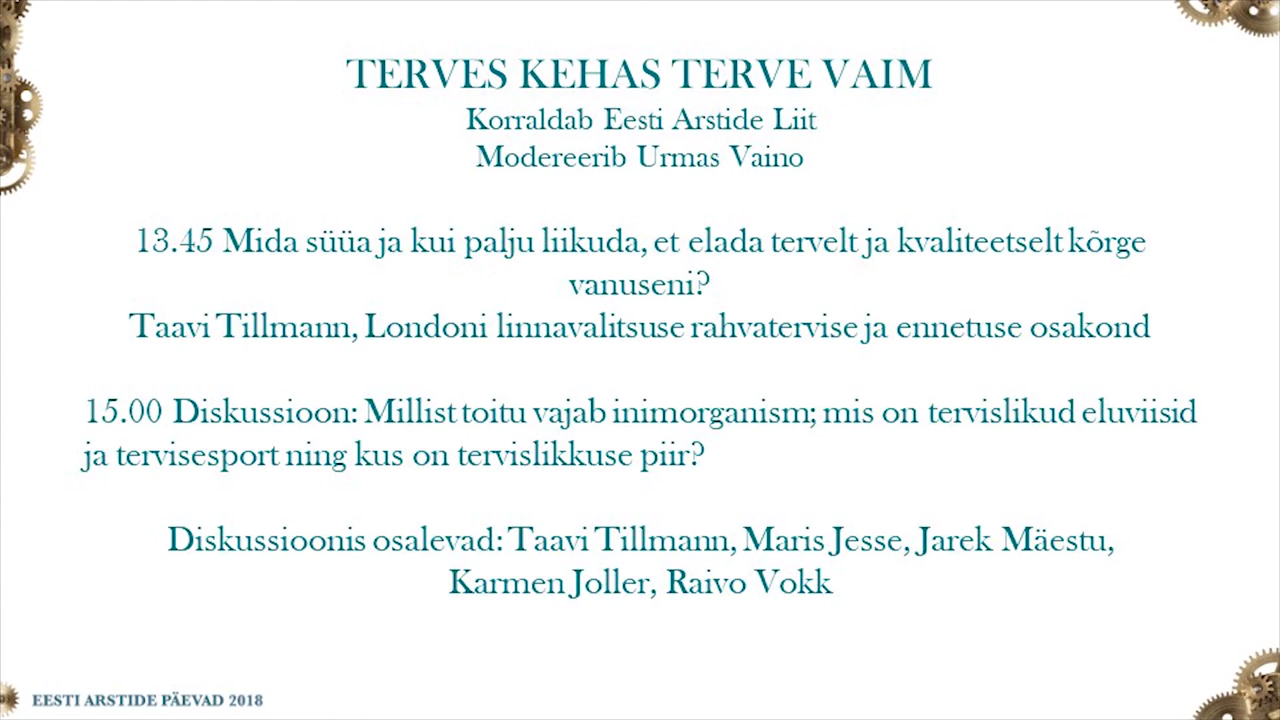 TERVES KEHAS TERVE VAIM
Korraldab Eesti Arstide Liit
Modereerib Urmas Vaino
13.45 Mida süüa ja kui palju liikuda, et elada tervelt ja kvaliteetselt kõrge
vanuseni?
Taavi Tillmann, Londoni linnavalitsuse rahvatervise ja ennetuse osakond
15.00 Diskussioon: Millist toitu vajab inimorganism; mis on tervislikud eluviisid
ja tervisesport ning kus on tervislikkuse piir?
Diskussioonis osalevad: Taavi Tillmann, Maris Jesse, Jarek Mäestu,
Karmen Joller, Raivo Vokk
EESTI ARSTIDE PÄEVAD 2018